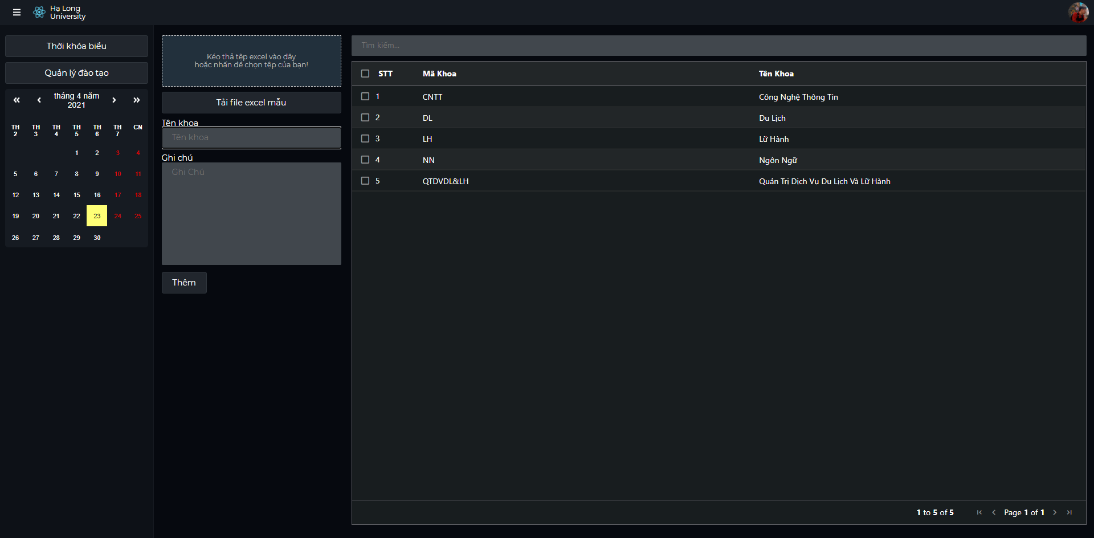 Hạ Long
University
Thời khóa biểu
Quản lý đào tạo
« ‹ tháng 4 năm 2021 › »
TH 2 TH 3 TH 4 TH 5 TH 6 TH 7 CN
1 2 3 4
5 6 7 8 9 10 11
12 13 14 15 16 17 18
19 20 21 22 23 24 25
26 27 28 29 30
Kéo thả tệp excel vào đây
hoặc nhấn để chọn tệp của bạn!
Tải file excel mẫu
Tên khoa
Tên khoa
Ghi chú
Ghi Chú
Thêm
Tìm kiếm...
STT Mã Khoa Tên Khoa
1 CNTT Công Nghệ Thông Tin
2 DL Du Lịch
3 LH Lữ Hành
4 NN Ngôn Ngữ
5 QTDVDL&LH Quản Trị Dịch Vụ Du Lịch Và Lữ Hành
1 to 5 of 5 Page 1 of 1